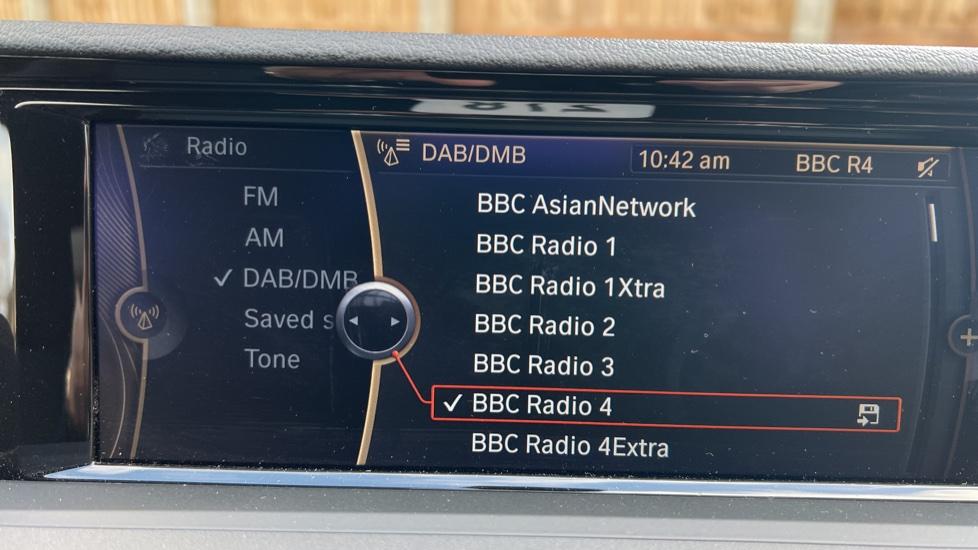 Radio
FM
AM
DAB/DMB
Saved s
Tone
DAB/DMB
10:42 am
BBC R4
BBC AsianNetwork
BBC Radio 1
BBC Radio 1Xtra
BBC Radio 2
BBC Radio 3
BBC Radio 4
BBC Radio 4Extra